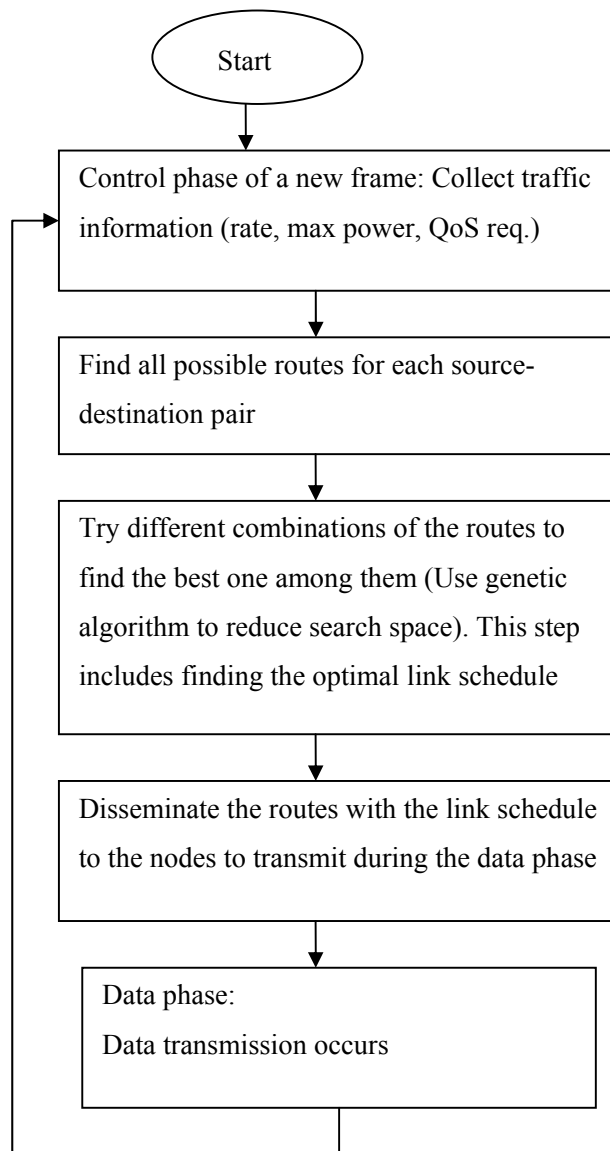 Start
Control phase of a new frame: Collect traffic
information (rate, max power, QoS req.)
Find all possible routes for each source-
destination pair
Try different combinations of the routes to
find the best one among them (Use genetic
algorithm to reduce search space). This step
includes finding the optimal link schedule
Disseminate the routes with the link schedule
to the nodes to transmit during the data phase
Data phase:
Data transmission occurs